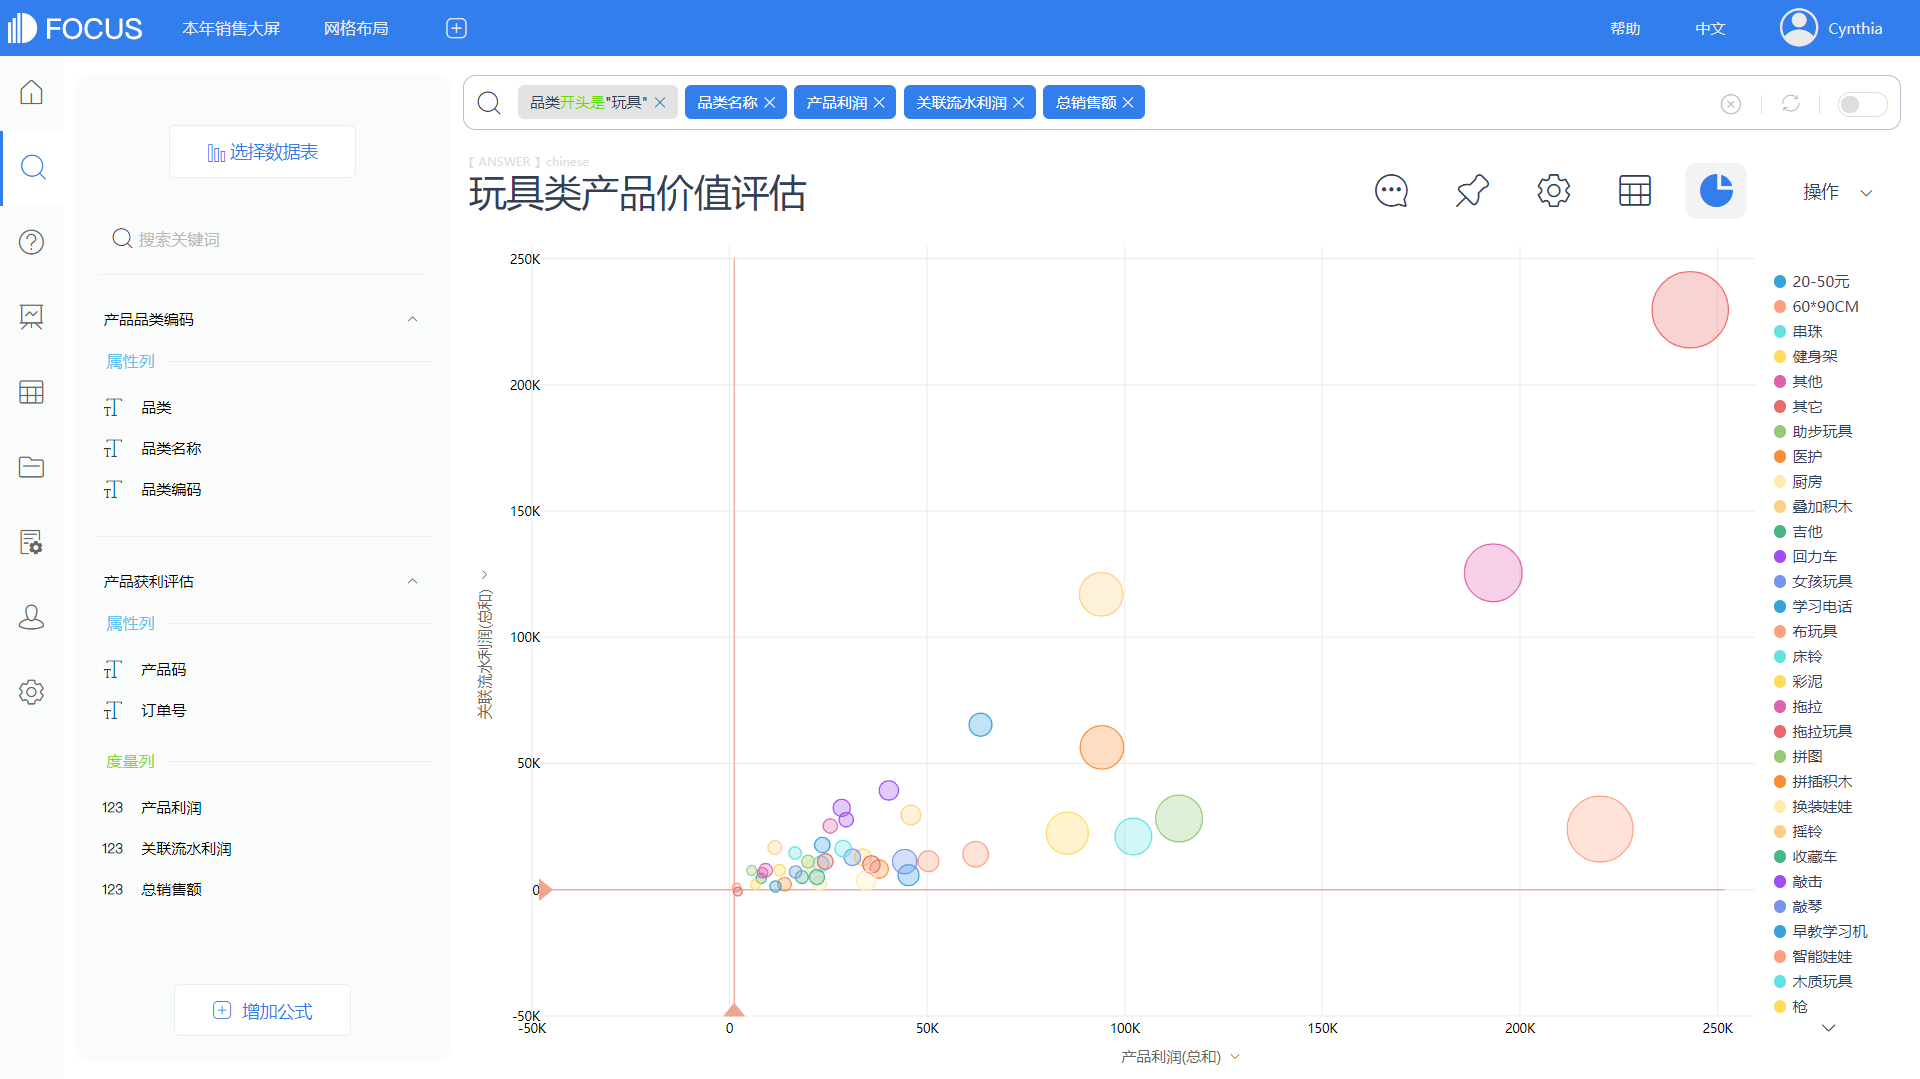 FOCUS 本年销售大屏 网格布局 帮助 中文 Cynthia
品类开头是"玩具" 品类名称 产品利润 关联流水利润 总销售额
选择数据表
搜索关键词
产品品类编码
属性列
品类
品类名称
品类编码
产品获利评估
属性列
产品码
订单号
度量列
123 产品利润
123 关联流水利润
123 总销售额
增加公式
【 ANSWER 】 chinese
玩具类产品价值评估
操作
关联流水利润(总和)
250K
200K
150K
100K
50K
0
-50K
-50K 0 50K 100K 150K 200K 250K
产品利润(总和)
20-50元
60*90CM
串珠
健身架
其他
其它
助步玩具
医护
厨房
叠加积木
吉他
回力车
女孩玩具
学习电话
布玩具
床铃
彩泥
拖拉
拖拉玩具
拼图
拼插积木
换装娃娃
摇铃
收藏车
敲击
敲琴
早教学习机
智能娃娃
木质玩具
枪